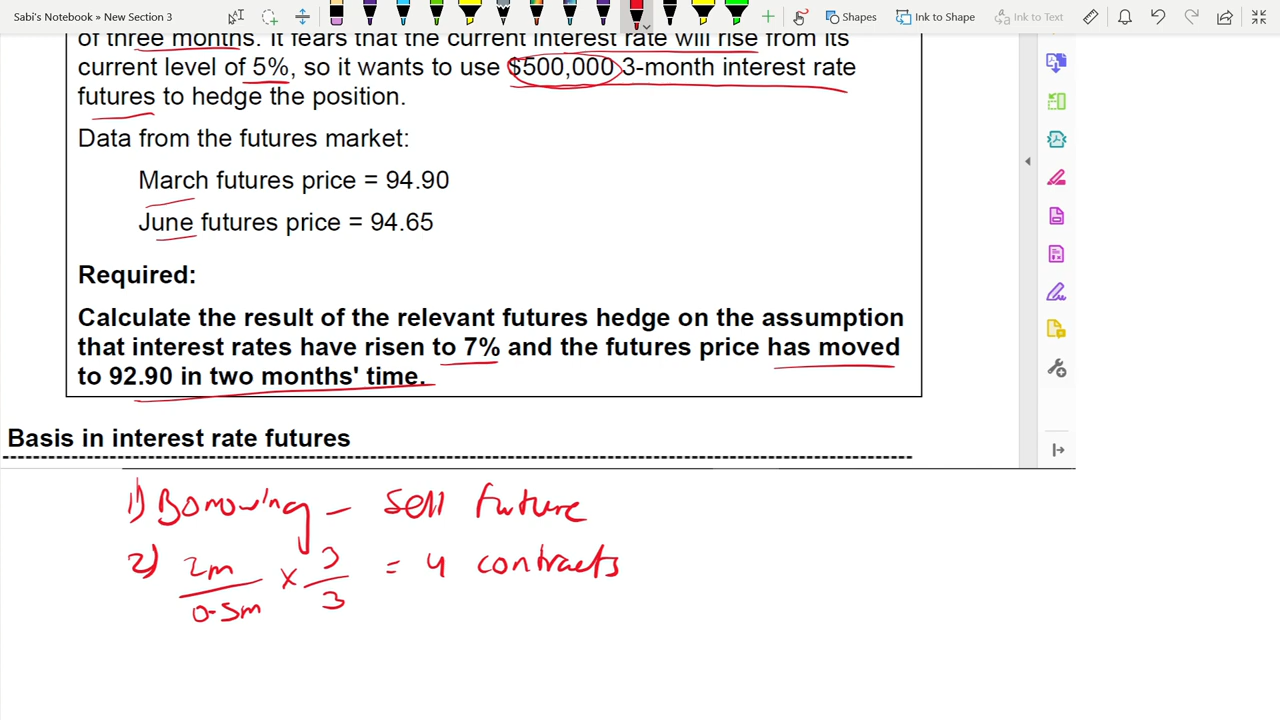 Sabi's Notebook » New Section 3
Shapes
Ink to Shape
Ink to Text
of three months. It fears that the current interest rate will rise from its
current level of 5%, so it wants to use $500,000 3-month interest rate
futures to hedge the position.
Data from the futures market:
March futures price = 94.90
June futures price = 94.65
Required:
Calculate the result of the relevant futures hedge on the assumption
that interest rates have risen to 7% and the futures price has moved
to 92.90 in two months' time.
Basis in interest rate futures
1) Borrowing - Sell future
2) 2m/0.5m × 3/3 = 4 contracts